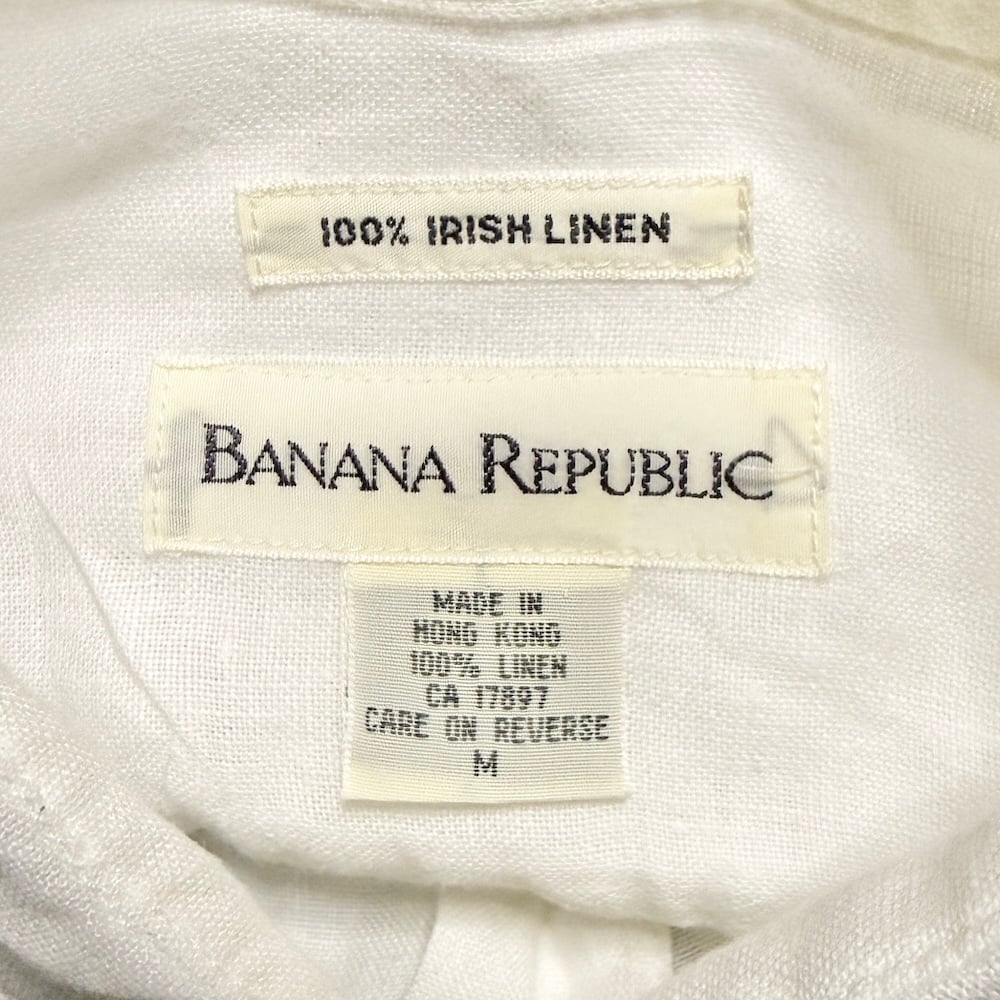 100% IRISH LINEN
BANANA REPUBLIC
MADE IN
HONG KONG
100% LINEN
CA 17897
CARE ON REVERSE
M